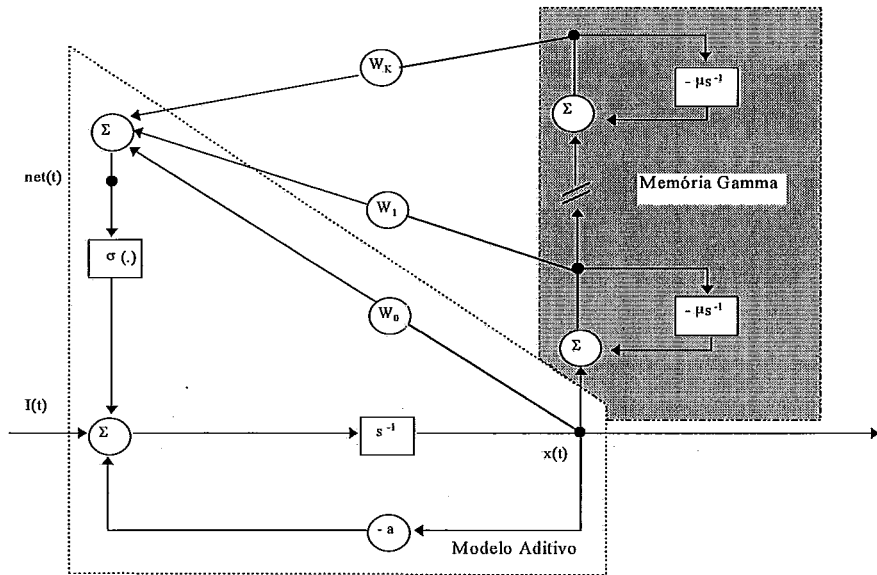 W_K
- μs⁻¹
Σ
Σ
net(t)
Memória Gamma
W_1
σ (.)
- μs⁻¹
W_0
Σ
I(t)
Σ
s⁻¹
x(t)
- a
Modelo Aditivo